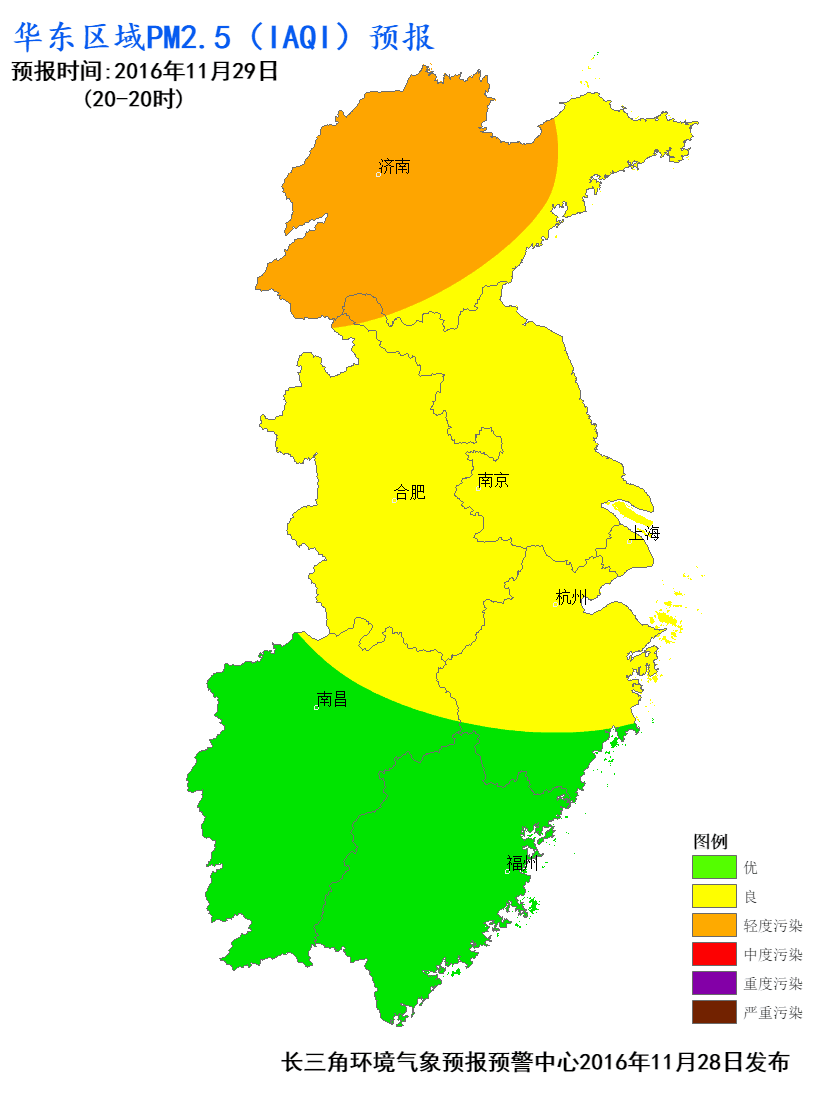 华东区域PM2.5（IAQI）预报
预报时间:2016年11月29日
(20-20时)
济南
合肥
南京
上海
杭州
南昌
福州
图例
优
良
轻度污染
中度污染
重度污染
严重污染
长三角环境气象预报预警中心2016年11月28日发布